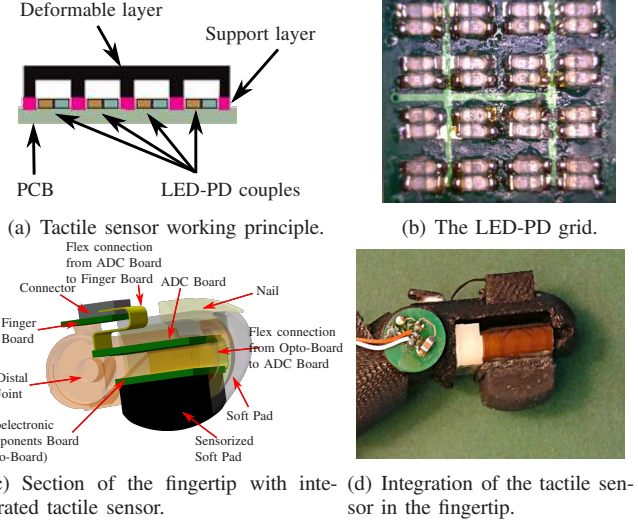 Deformable layer
Support layer
PCB
LED-PD couples
(a) Tactile sensor working principle.
(b) The LED-PD grid.
Flex connection
from ADC Board
to Finger Board
Connector
ADC Board
Nail
Finger
Board
Flex connection
from Opto-Board
to ADC Board
Distal
Joint
oelectronic
ponents Board
o-Board)
Soft Pad
Sensorized
Soft Pad
) Section of the fingertip with inte-
rated tactile sensor.
(d) Integration of the tactile sen-
sor in the fingertip.